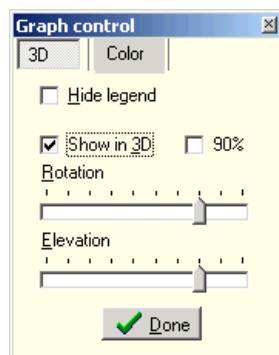 Graph control
3D Color
Hide legend
Show in 3D 90%
Rotation
Elevation
Done